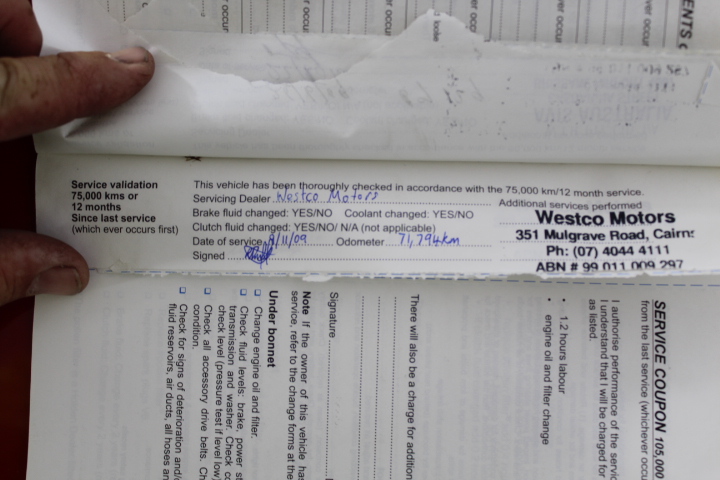 ENTS
Service validation
75,000 kms or
12 months
Since last service
(which ever occurs first)
This vehicle has been thoroughly checked in accordance with the 75,000 km/12 month service.
Servicing Dealer Westco Motors
Additional services performed
Brake fluid changed: YES/NO Coolant changed: YES/NO
Clutch fluid changed: YES/NO/ N/A (not applicable)
Date of service /11/09 Odometer 71,794km
Signed
Westco Motors
351 Mulgrave Road, Cairns
Ph: (07) 4044 4111
ABN # 99 011 009 297
SERVICE COUPON 105,000
from the last service (whichever occu
I authorise performance of the servic
I understand that I will be charged for
as listed.
• 1.2 hours labour
• engine oil and filter change
There will also be a charge for addition
Signature
Note If the owner of this vehicle has
service, refer to the change forms at the
Under bonnet
Change engine oil and filter.
Check fluid levels: brake, power st
transmission and washer. Check co
check level (pressure test if level low)
Check all accessory drive belts. Ch
condition.
Check for signs of deterioration and/o
fluid reservoirs, air ducts, all hoses an